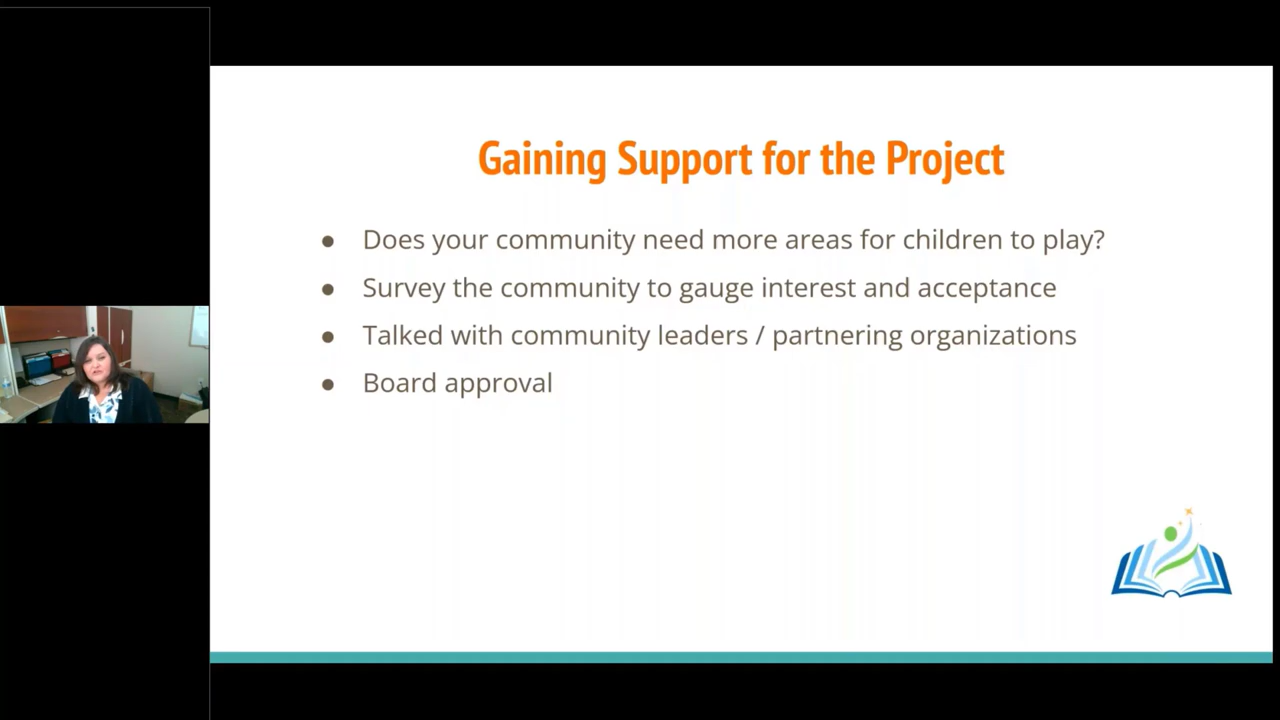 Gaining Support for the Project
● Does your community need more areas for children to play?
● Survey the community to gauge interest and acceptance
● Talked with community leaders / partnering organizations
● Board approval